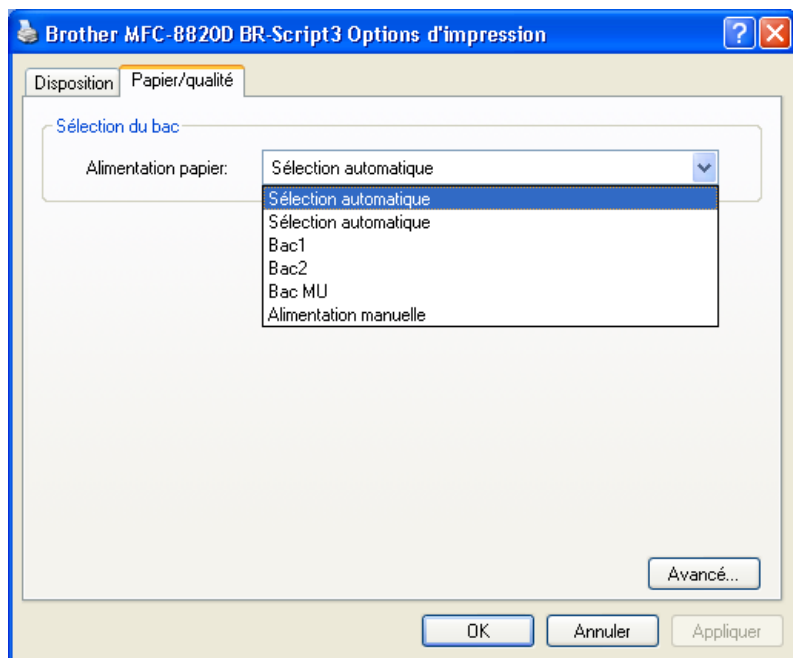 Brother MFC-8820D BR-Script3 Options d'impression
Disposition
Papier/qualité
Sélection du bac
Alimentation papier: Sélection automatique
Sélection automatique
Sélection automatique
Bac1
Bac2
Bac MU
Alimentation manuelle
Avancé...
OK Annuler Appliquer